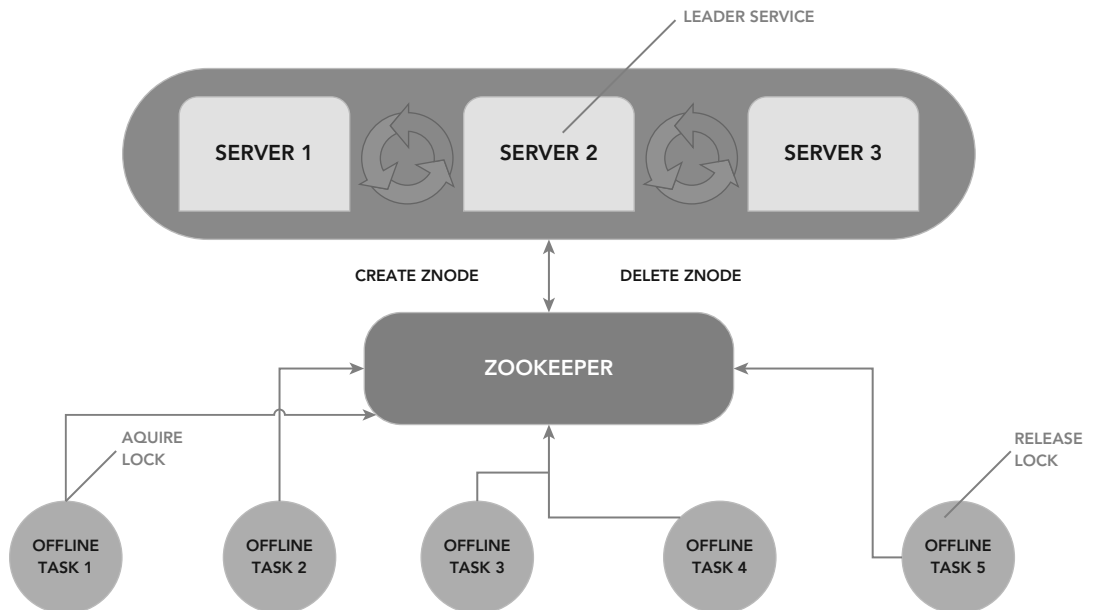 LEADER SERVICE
SERVER 1
SERVER 2
SERVER 3
CREATE ZNODE
DELETE ZNODE
ZOOKEEPER
AQUIRE
LOCK
RELEASE
LOCK
OFFLINE
TASK 1
OFFLINE
TASK 2
OFFLINE
TASK 3
OFFLINE
TASK 4
OFFLINE
TASK 5